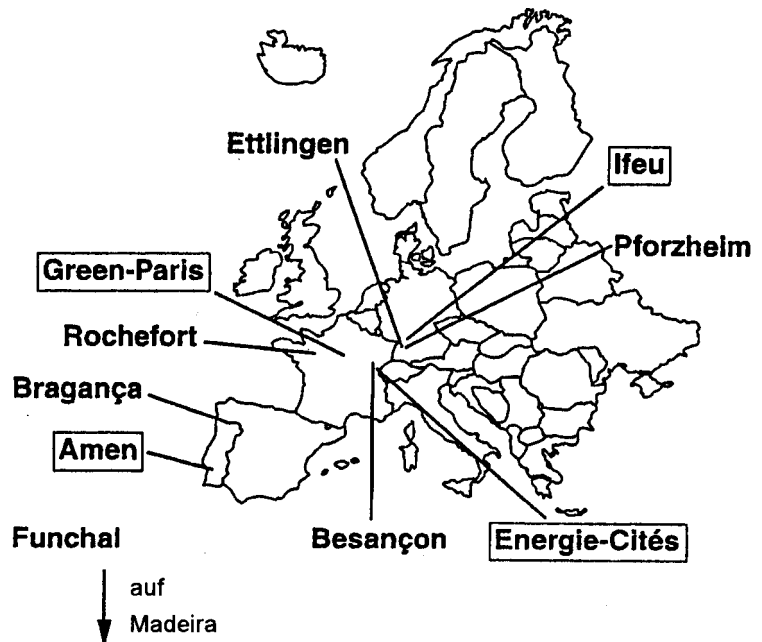 Ettlingen
Ifeu
Pforzheim
Green-Paris
Rochefort
Bragança
Amen
Funchal
Besançon
Energie-Cités
auf
Madeira